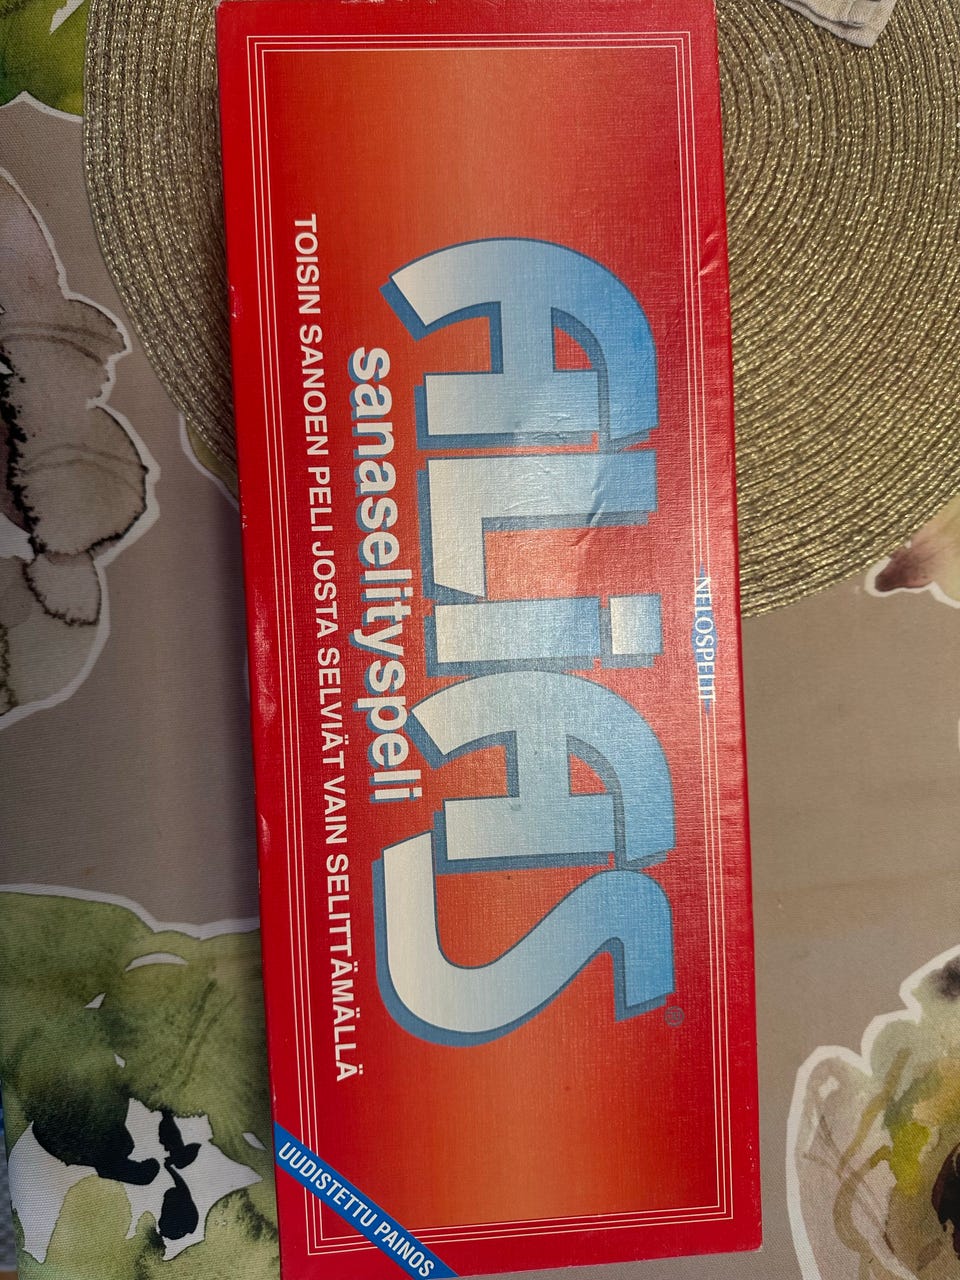 NELOSPELIT
ALiAS®
sanaselityspeli
TOISIN SANOEN PELI JOSTA SELVIÄT VAIN SELITTÄMÄLLÄ
UUDISTETTU PAINOS